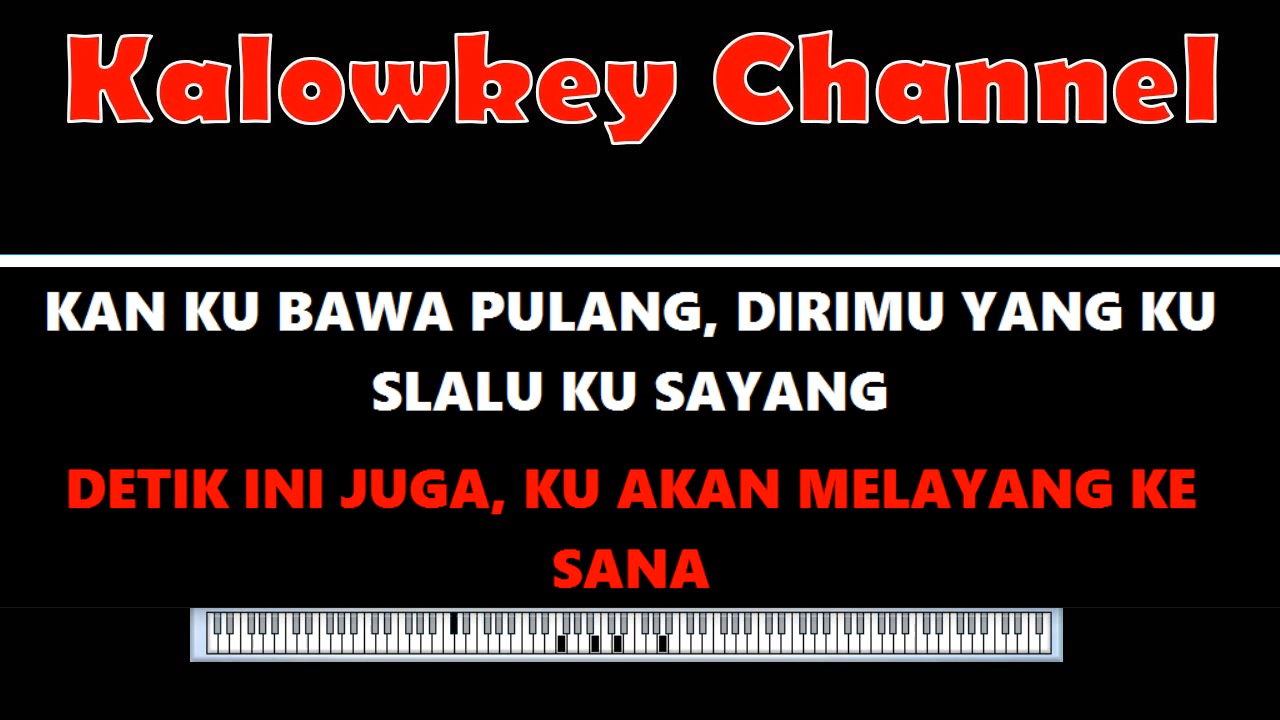 Kalowkey Channel
KAN KU BAWA PULANG, DIRIMU YANG KU
SLALU KU SAYANG
DETIK INI JUGA, KU AKAN MELAYANG KE
SANA